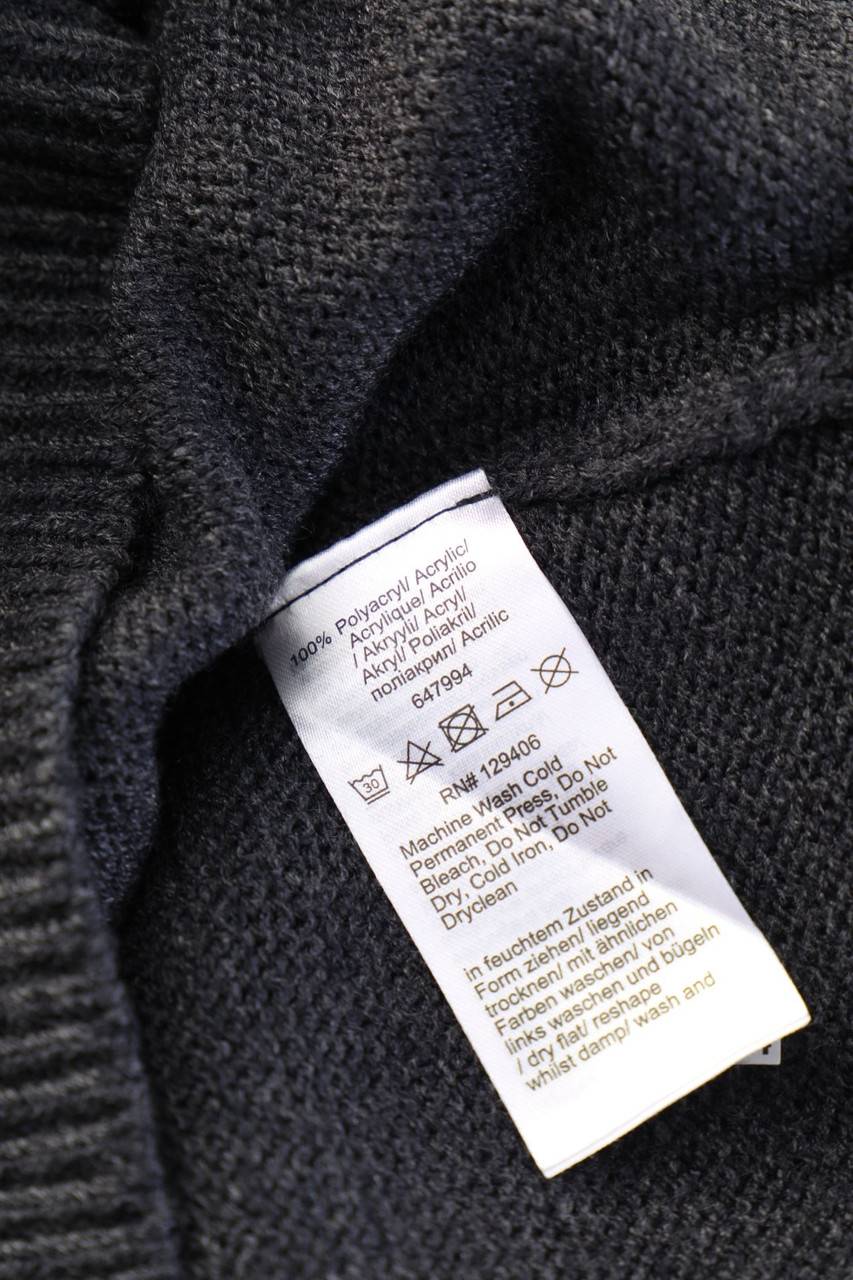 100% Polyacryl/ Acrylic/
Acrylique/ Acrilio
/ Akryyli/ Acryl/
Akryl/ Poliakril/
поліакрил/ Acrilic
647994
30
RN# 129406
Machine Wash Cold
Permanent Press, Do Not
Bleach, Do Not Tumble
Dry, Cold Iron, Do Not
Dryclean
in feuchtem Zustand in
Form ziehen/ liegend
trocknen/ mit ähnlichen
Farben waschen/ von
links waschen und bügeln
/ dry flat/ reshape
whilst damp/ wash and